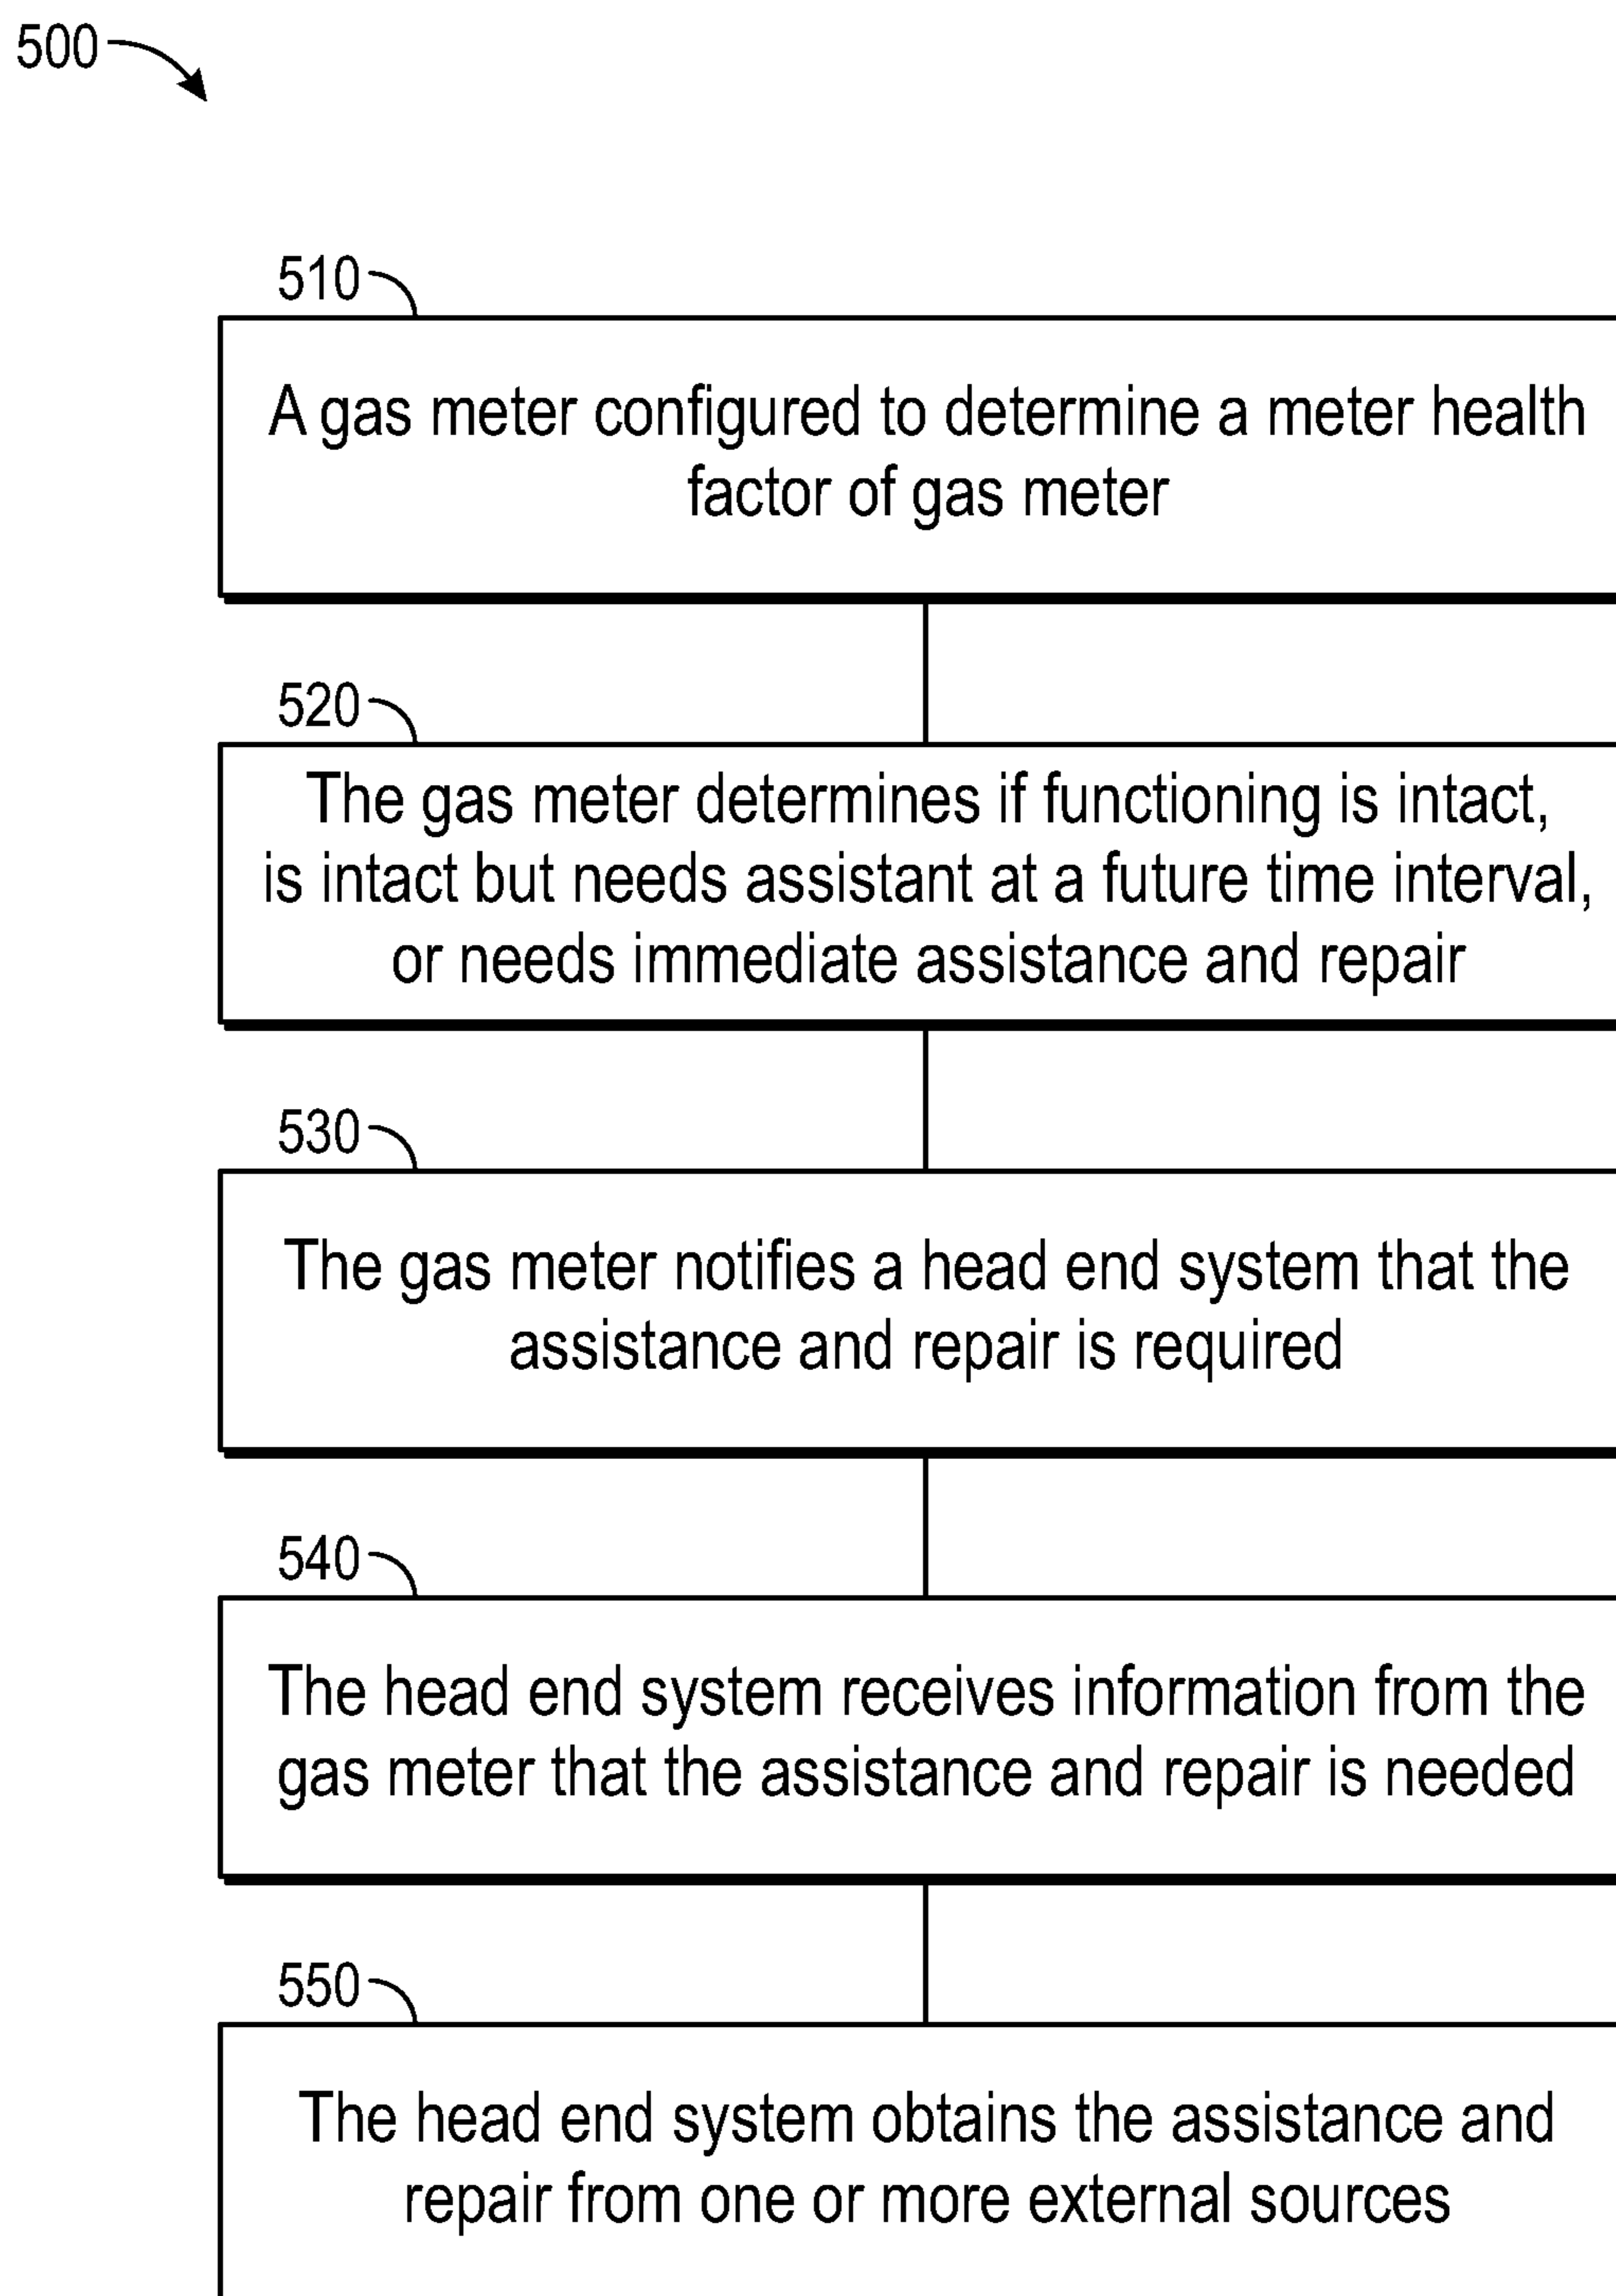 500
510
A gas meter configured to determine a meter health
factor of gas meter
520
The gas meter determines if functioning is intact,
is intact but needs assistant at a future time interval,
or needs immediate assistance and repair
530
The gas meter notifies a head end system that the
assistance and repair is required
540
The head end system receives information from the
gas meter that the assistance and repair is needed
550
The head end system obtains the assistance and
repair from one or more external sources